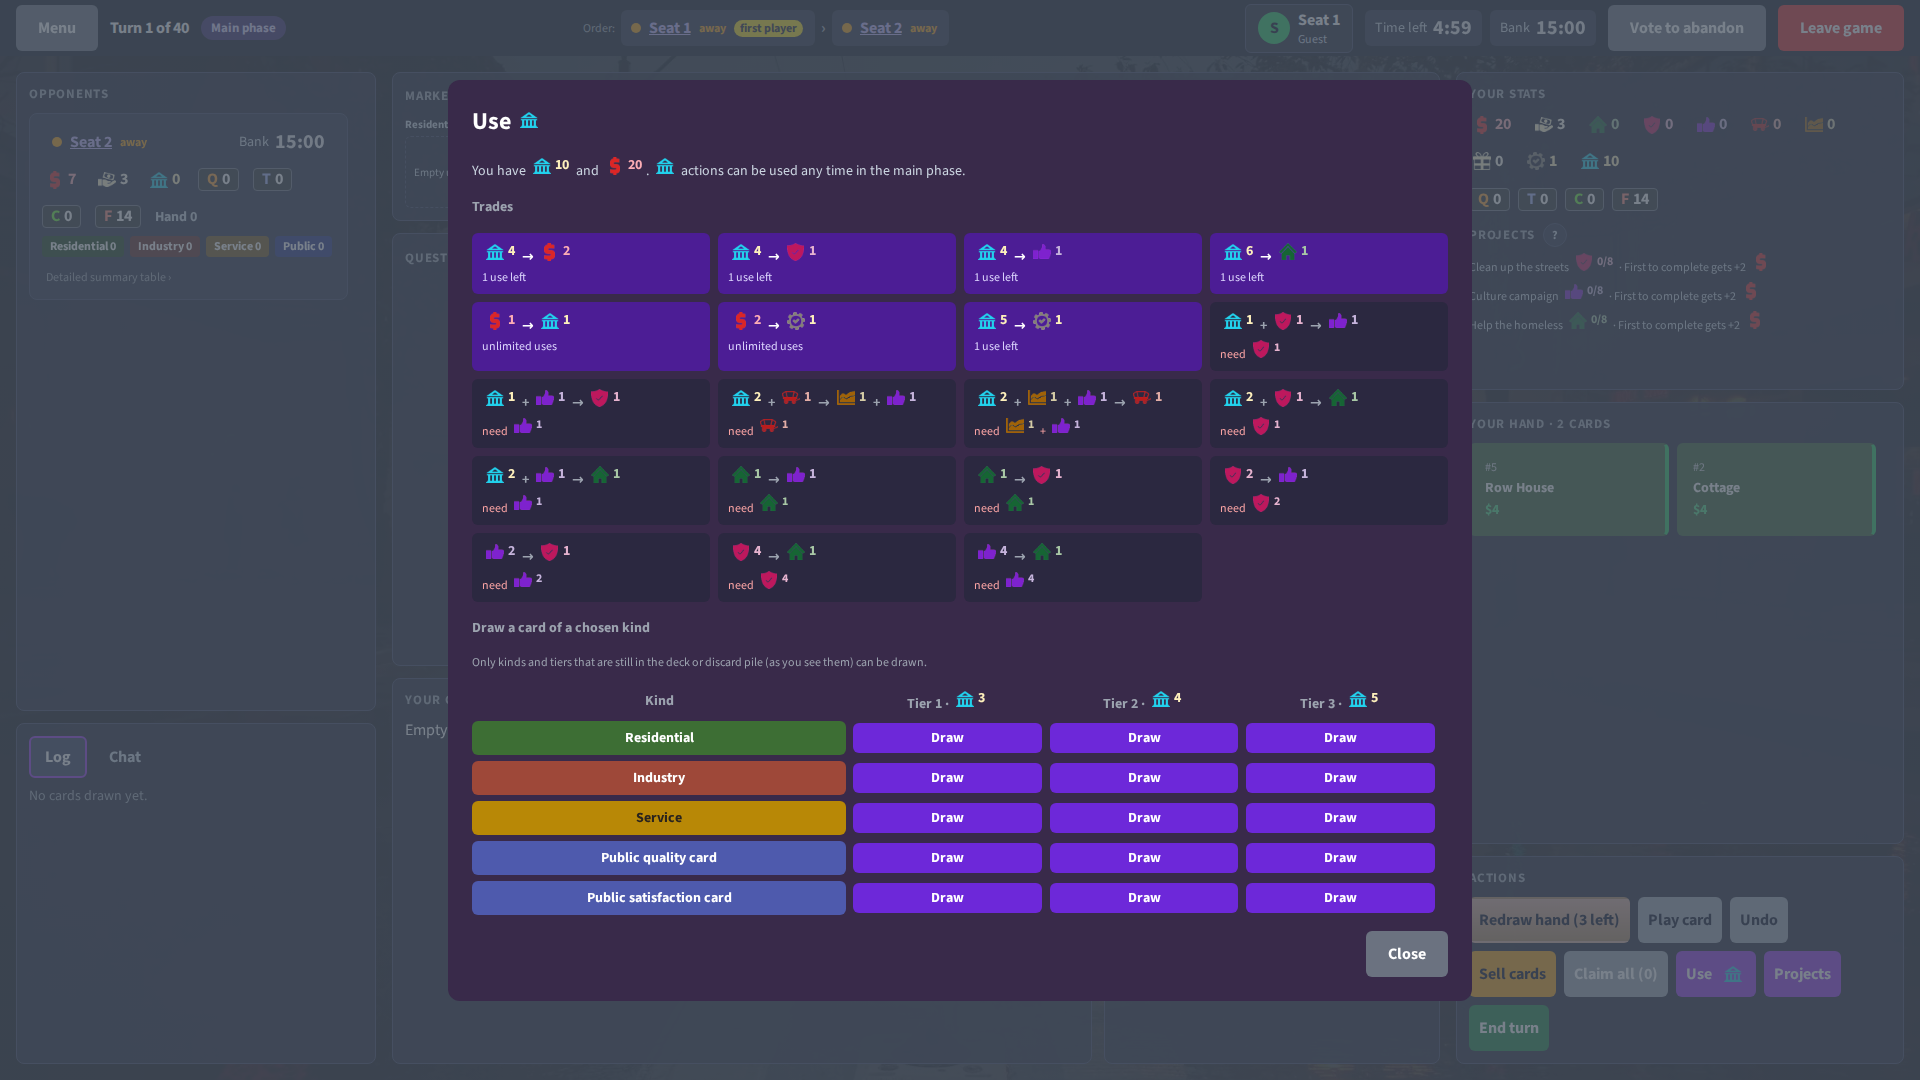 Menu Turn 1 of 40 Main phase Order: Seat 1 away first player › Seat 2 away S Seat 1 Guest Time left 4:59 Bank 15:00 Vote to abandon Leave game
OPPONENTS
Seat 2 away Bank 15:00
7 3 0 Q 0 T 0
C 0 F 14 Hand 0
Residential 0 Industry 0 Service 0 Public 0
Detailed summary table ›
Log Chat
No cards drawn yet.
MARKE
Resident
Empty
QUEST
YOUR
Empty
Use
You have 10 and 20 . actions can be used any time in the main phase.
Trades
4 → 2
1 use left
4 → 1
1 use left
4 → 1
1 use left
6 → 1
1 use left
1 → 1
unlimited uses
2 → 1
unlimited uses
5 → 1
1 use left
1 + 1 → 1
need 1
1 + 1 → 1
need 1
2 + 1 → 1 + 1
need 1
2 + 1 + 1 → 1
need 1 + 1
2 + 1 → 1
need 1
2 + 1 → 1
need 1
1 → 1
need 1
1 → 1
need 1
2 → 1
need 2
2 → 1
need 2
4 → 1
need 4
4 → 1
need 4
Draw a card of a chosen kind
Only kinds and tiers that are still in the deck or discard pile (as you see them) can be drawn.
Kind Tier 1 · 3 Tier 2 · 4 Tier 3 · 5
Residential Draw Draw Draw
Industry Draw Draw Draw
Service Draw Draw Draw
Public quality card Draw Draw Draw
Public satisfaction card Draw Draw Draw
Close
YOUR STATS
20 3 0 0 0 0 0
0 1 10
Q 0 T 0 C 0 F 14
PROJECTS ?
Clean up the streets 0/8 · First to complete gets +2
Culture campaign 0/8 · First to complete gets +2
Help the homeless 0/8 · First to complete gets +2
YOUR HAND · 2 CARDS
#5
Row House
$4
#2
Cottage
$4
ACTIONS
Redraw hand (3 left) Play card Undo
Sell cards Claim all (0) Use Projects
End turn